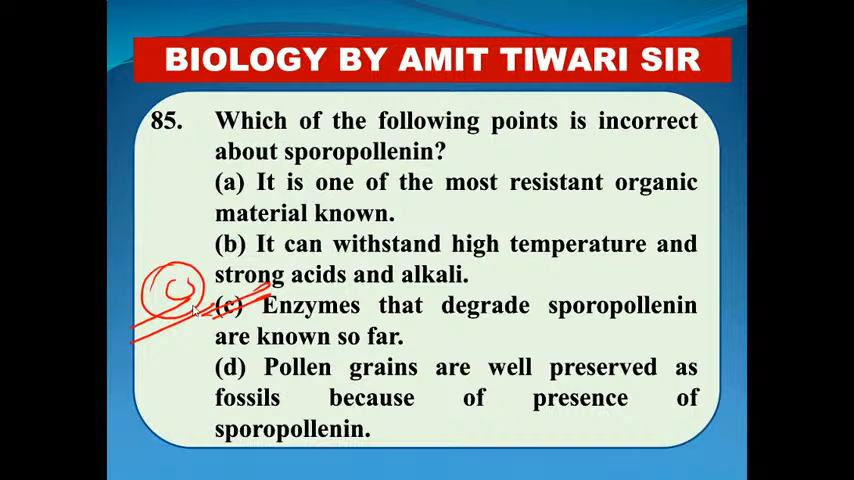 BIOLOGY BY AMIT TIWARI SIR
85. Which of the following points is incorrect
about sporopollenin?
(a) It is one of the most resistant organic
material known.
(b) It can withstand high temperature and
strong acids and alkali.
C
(c) Enzymes that degrade sporopollenin
are known so far.
(d) Pollen grains are well preserved as
fossils because of presence of
sporopollenin.